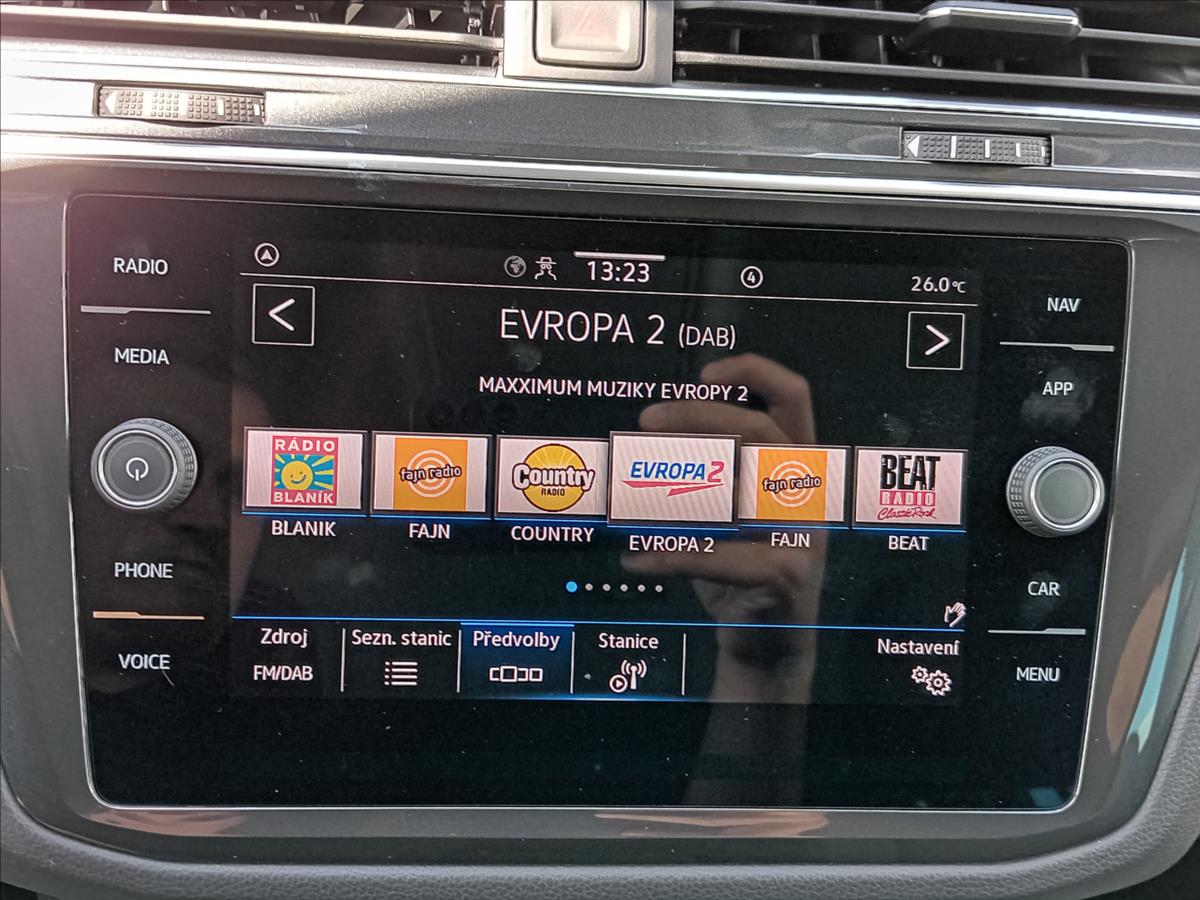 RADIO
MEDIA
PHONE
VOICE
13:23
4
26.0°C
<
EVROPA 2 (DAB)
>
MAXXIMUM MUZIKY EVROPY 2
RÁDIO
BLANÍK
fajn radio
Country
RADIO
EVROPA 2
fajn radio
BEAT
RADIO
ClassicRock
BLANIK
FAJN
COUNTRY
EVROPA 2
FAJN
BEAT
Zdroj
FM/DAB
Sezn. stanic
Předvolby
Stanice
Nastavení
NAV
APP
CAR
MENU